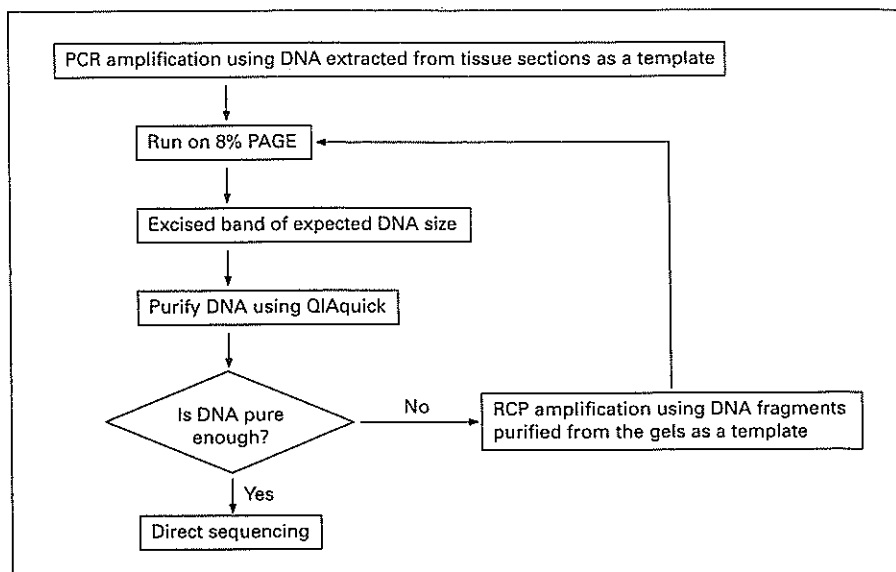 PCR amplification using DNA extracted from tissue sections as a template
Run on 8% PAGE
Excised band of expected DNA size
Purify DNA using QIAquick
Is DNA pure
enough?
No
RCP amplification using DNA fragments
purified from the gels as a template
Yes
Direct sequencing